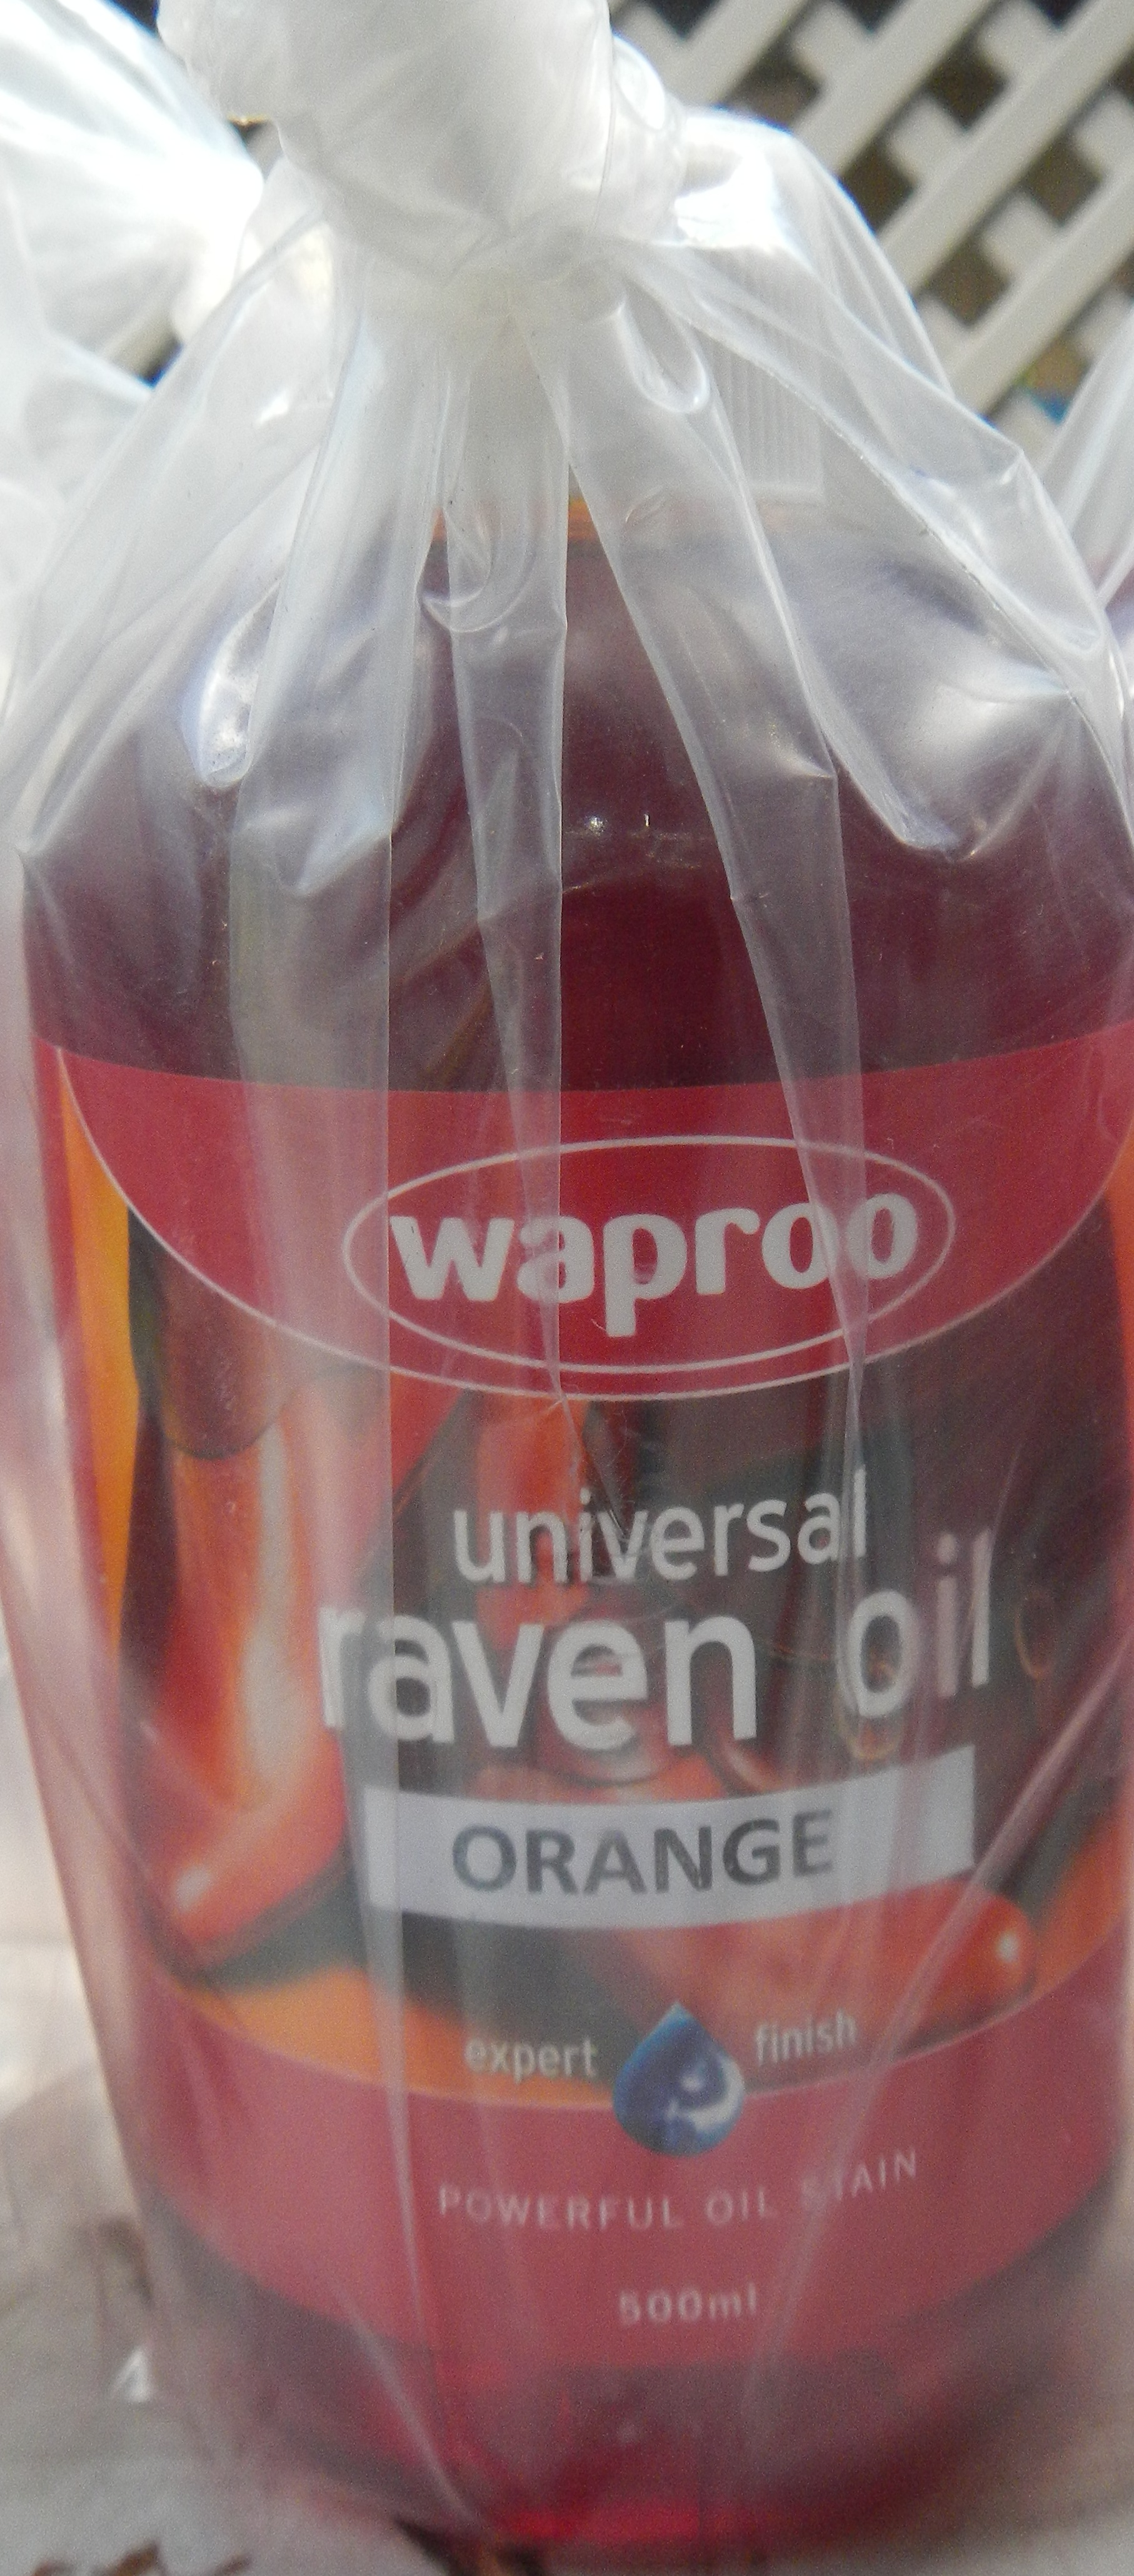 waproo
universal
raven oil
ORANGE
expert finish
POWERFUL OIL STAIN
500ml